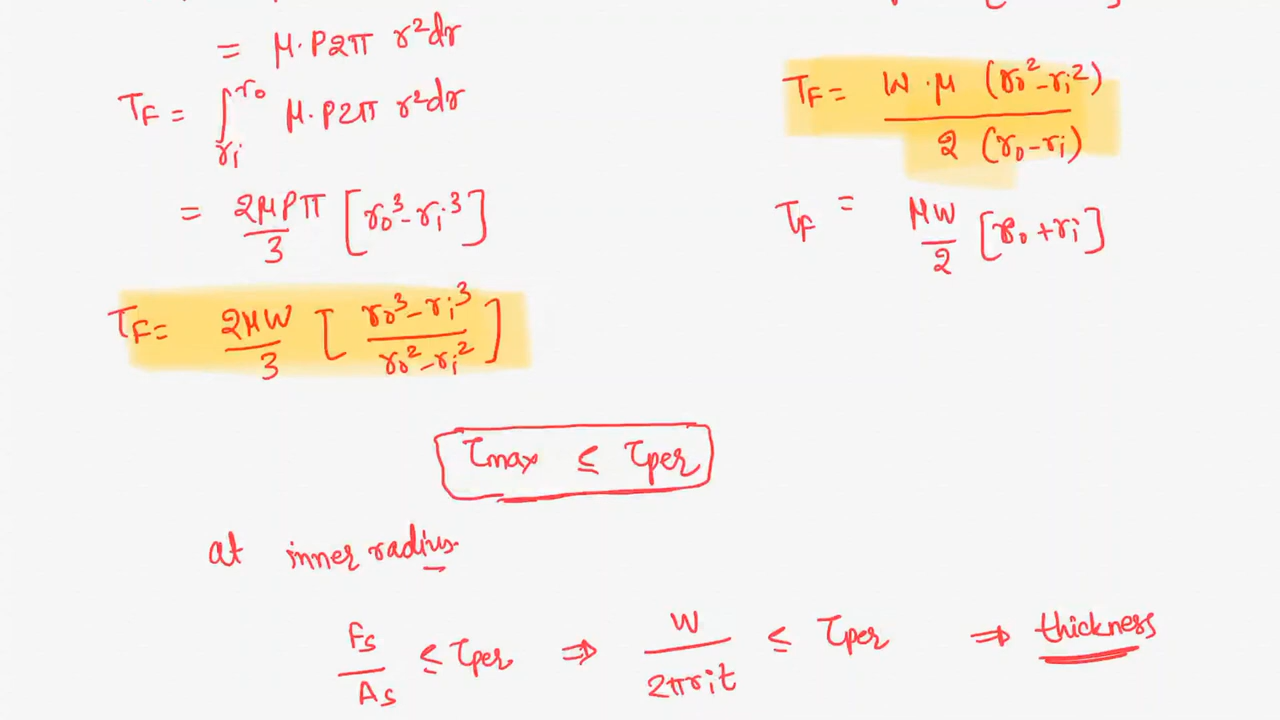 = μ·P2π r²dr
T_F = ∫_{ri}^{ro} μ·P2π r²dr
= 2μPπ/3 [ro³-ri³]
T_F = 2μW/3 [ro³-ri³/ro²-ri²]
T_F = W·μ (ro²-ri²)/2 (ro-ri)
T_F = μW/2 [ro+ri]
τmax ≤ τper
at inner radius
Fs/As ≤ τper ⇒ W/2πrit ≤ τper ⇒ thickness